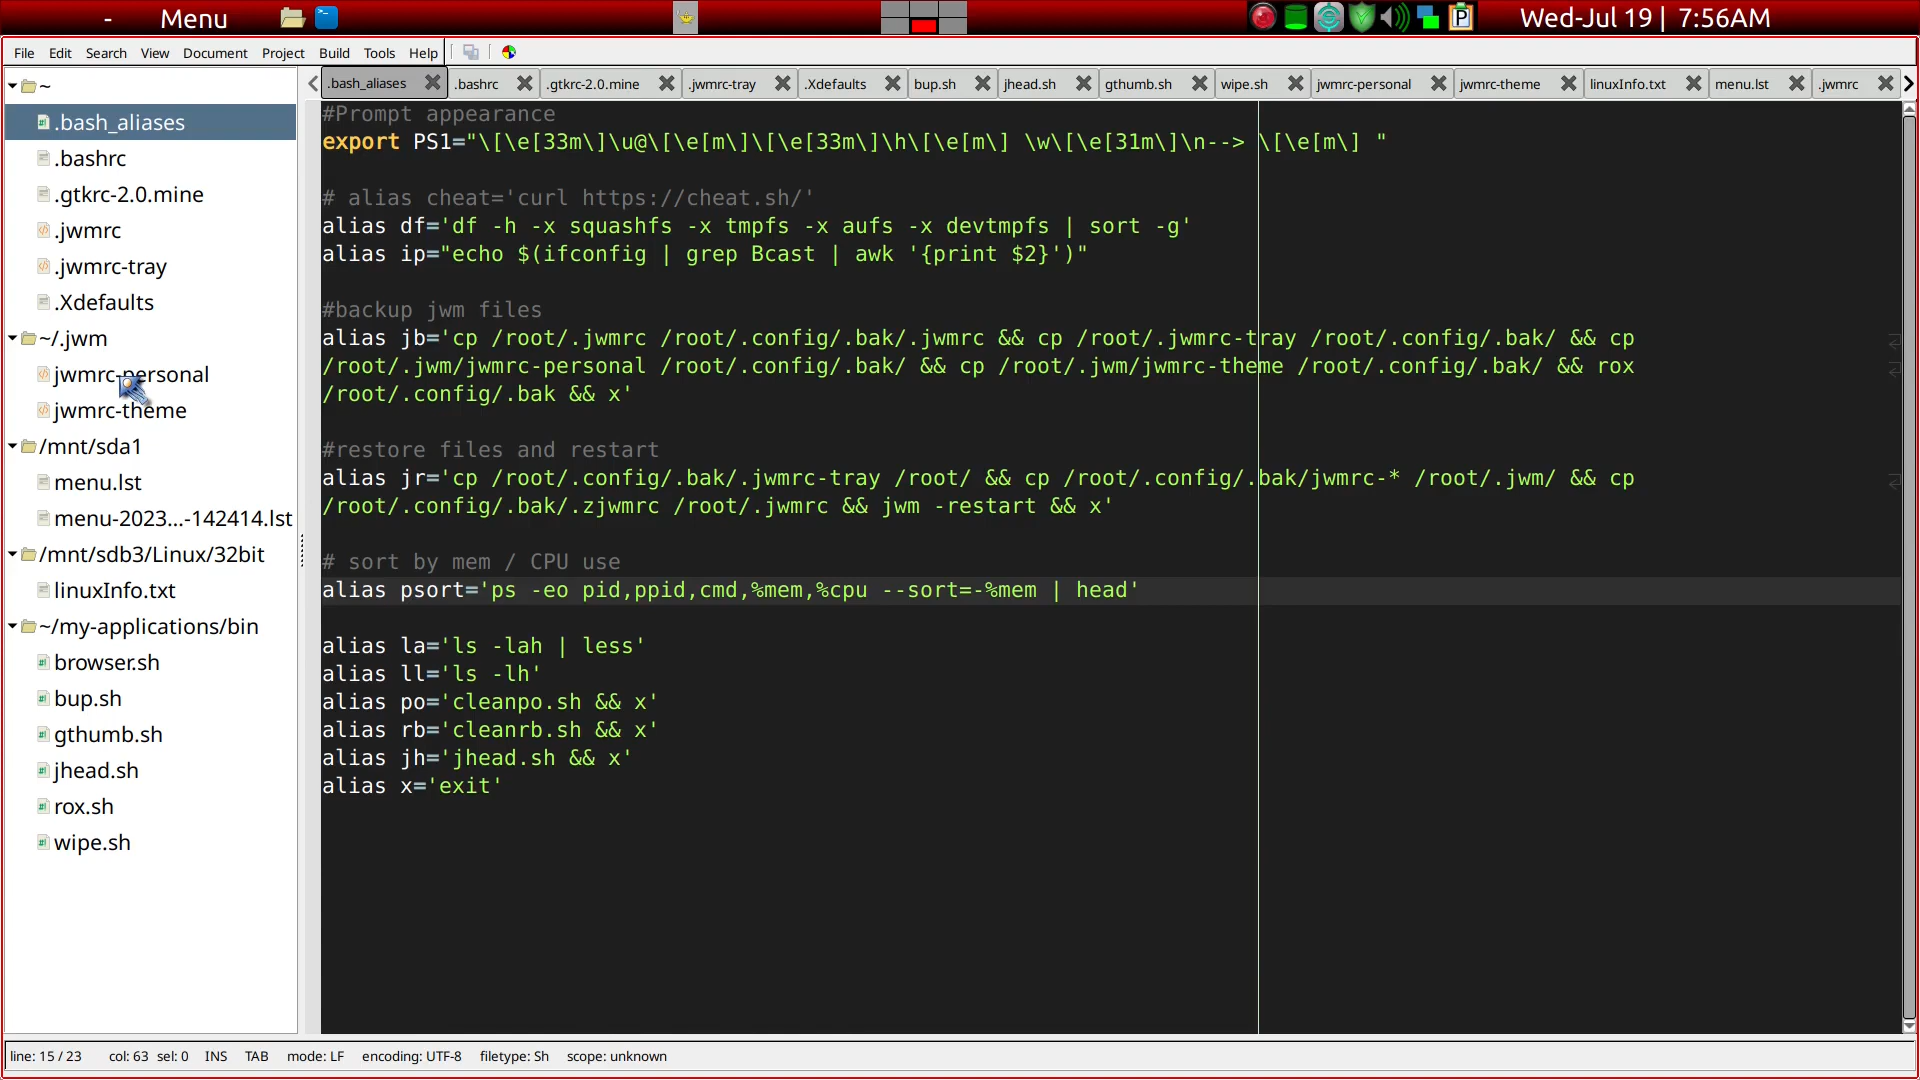 - Menu Wed-Jul 19 | 7:56AM
File Edit Search View Document Project Build Tools Help
~
.bash_aliases
.bashrc
.gtkrc-2.0.mine
.jwmrc
.jwmrc-tray
.Xdefaults
~/.jwm
jwmrc-personal
jwmrc-theme
/mnt/sda1
menu.lst
menu-2023...-142414.lst
/mnt/sdb3/Linux/32bit
linuxInfo.txt
~/my-applications/bin
browser.sh
bup.sh
gthumb.sh
jhead.sh
rox.sh
wipe.sh
.bash_aliases .bashrc .gtkrc-2.0.mine .jwmrc-tray .Xdefaults bup.sh jhead.sh gthumb.sh wipe.sh jwmrc-personal jwmrc-theme linuxInfo.txt menu.lst .jwmrc
#Prompt appearance
export PS1="\[\e[33m\]\u@\[\e[m\]\[\e[33m\]\h\[\e[m\] \w\[\e[31m\]\n--> \[\e[m\] "
# alias cheat='curl https://cheat.sh/'
alias df='df -h -x squashfs -x tmpfs -x aufs -x devtmpfs | sort -g'
alias ip="echo $(ifconfig | grep Bcast | awk '{print $2}')"
#backup jwm files
alias jb='cp /root/.jwmrc /root/.config/.bak/.jwmrc && cp /root/.jwmrc-tray /root/.config/.bak/ && cp
/root/.jwm/jwmrc-personal /root/.config/.bak/ && cp /root/.jwm/jwmrc-theme /root/.config/.bak/ && rox
/root/.config/.bak && x'
#restore files and restart
alias jr='cp /root/.config/.bak/.jwmrc-tray /root/ && cp /root/.config/.bak/jwmrc-* /root/.jwm/ && cp
/root/.config/.bak/.zjwmrc /root/.jwmrc && jwm -restart && x'
# sort by mem / CPU use
alias psort='ps -eo pid,ppid,cmd,%mem,%cpu --sort=-%mem | head'
alias la='ls -lah | less'
alias ll='ls -lh'
alias po='cleanpo.sh && x'
alias rb='cleanrb.sh && x'
alias jh='jhead.sh && x'
alias x='exit'
line: 15 / 23 col: 63 sel: 0 INS TAB mode: LF encoding: UTF-8 filetype: Sh scope: unknown